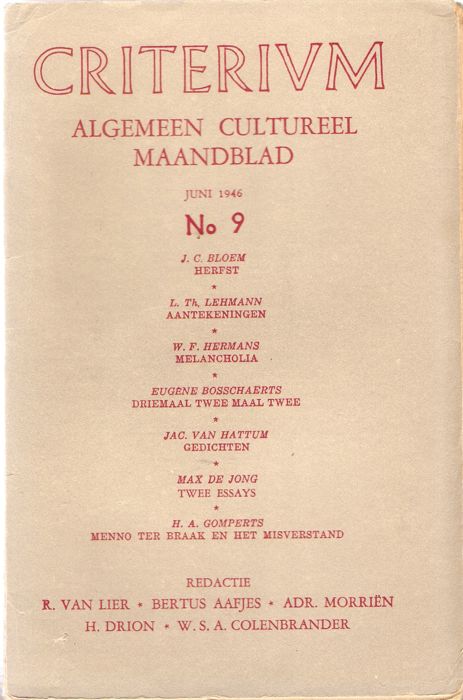 CRITERIVM
ALGEMEEN CULTUREEL
MAANDBLAD
JUNI 1946
No 9
J. C. BLOEM
HERFST
*
L. Th. LEHMANN
AANTEKENINGEN
*
W. F. HERMANS
MELANCHOLIA
*
EUGÈNE BOSSCHAERTS
DRIEMAAL TWEE MAAL TWEE
*
JAC. VAN HATTUM
GEDICHTEN
*
MAX DE JONG
TWEE ESSAYS
*
H. A. GOMPERTS
MENNO TER BRAAK EN HET MISVERSTAND
REDACTIE
R. VAN LIER * BERTUS AAFJES * ADR. MORRIËN
H. DRION * W. S. A. COLENBRANDER